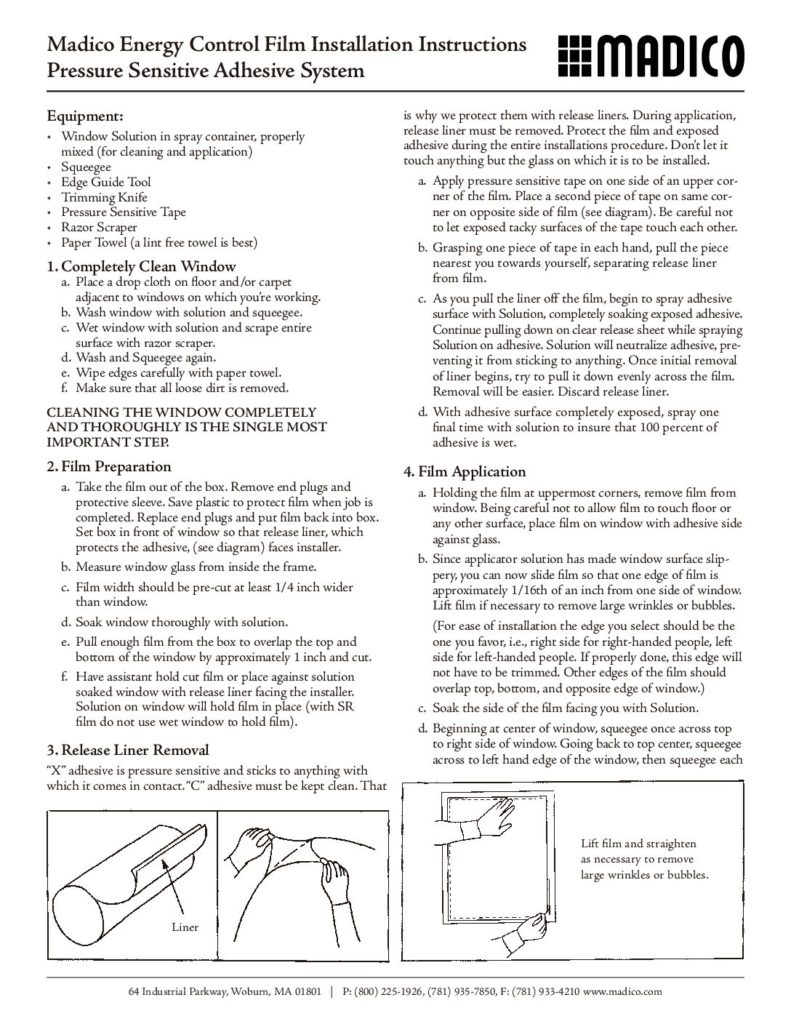 Madico Energy Control Film Installation Instructions
Pressure Sensitive Adhesive System
MADICO
Equipment:
• Window Solution in spray container, properly
mixed (for cleaning and application)
• Squeegee
• Edge Guide Tool
• Trimming Knife
• Pressure Sensitive Tape
• Razor Scraper
• Paper Towel (a lint free towel is best)
1. Completely Clean Window
a. Place a drop cloth on floor and/or carpet
adjacent to windows on which you're working.
b. Wash window with solution and squeegee.
c. Wet window with solution and scrape entire
surface with razor scraper.
d. Wash and Squeegee again.
e. Wipe edges carefully with paper towel.
f. Make sure that all loose dirt is removed.
CLEANING THE WINDOW COMPLETELY
AND THOROUGHLY IS THE SINGLE MOST
IMPORTANT STEP.
2. Film Preparation
a. Take the film out of the box. Remove end plugs and
protective sleeve. Save plastic to protect film when job is
completed. Replace end plugs and put film back into box.
Set box in front of window so that release liner, which
protects the adhesive, (see diagram) faces installer.
b. Measure window glass from inside the frame.
c. Film width should be pre-cut at least 1/4 inch wider
than window.
d. Soak window thoroughly with solution.
e. Pull enough film from the box to overlap the top and
bottom of the window by approximately 1 inch and cut.
f. Have assistant hold cut film or place against solution
soaked window with release liner facing the installer.
Solution on window will hold film in place (with SR
film do not use wet window to hold film).
3. Release Liner Removal
"X" adhesive is pressure sensitive and sticks to anything with
which it comes in contact. "C" adhesive must be kept clean. That
is why we protect them with release liners. During application,
release liner must be removed. Protect the film and exposed
adhesive during the entire installations procedure. Don't let it
touch anything but the glass on which it is to be installed.
a. Apply pressure sensitive tape on one side of an upper cor-
ner of the film. Place a second piece of tape on same cor-
ner on opposite side of film (see diagram). Be careful not
to let exposed tacky surfaces of the tape touch each other.
b. Grasping one piece of tape in each hand, pull the piece
nearest you towards yourself, separating release liner
from film.
c. As you pull the liner off the film, begin to spray adhesive
surface with Solution, completely soaking exposed adhesive.
Continue pulling down on clear release sheet while spraying
Solution on adhesive. Solution will neutralize adhesive, pre-
venting it from sticking to anything. Once initial removal
of liner begins, try to pull it down evenly across the film.
Removal will be easier. Discard release liner.
d. With adhesive surface completely exposed, spray one
final time with solution to insure that 100 percent of
adhesive is wet.
4. Film Application
a. Holding the film at uppermost corners, remove film from
window. Being careful not to allow film to touch floor or
any other surface, place film on window with adhesive side
against glass.
b. Since applicator solution has made window surface slip-
pery, you can now slide film so that one edge of film is
approximately 1/16th of an inch from one side of window.
Lift film if necessary to remove large wrinkles or bubbles.
(For ease of installation the edge you select should be the
one you favor, i.e., right side for right-handed people, left
side for left-handed people. If properly done, this edge will
not have to be trimmed. Other edges of the film should
overlap top, bottom, and opposite edge of window.)
c. Soak the side of the film facing you with Solution.
d. Beginning at center of window, squeegee once across top
to right side of window. Going back to top center, squeegee
across to left hand edge of the window, then squeegee each
Liner
Lift film and straighten
as necessary to remove
large wrinkles or bubbles.
64 Industrial Parkway, Woburn, MA 01801 | P: (800) 225-1926, (781) 935-7850, F: (781) 933-4210 www.madico.com